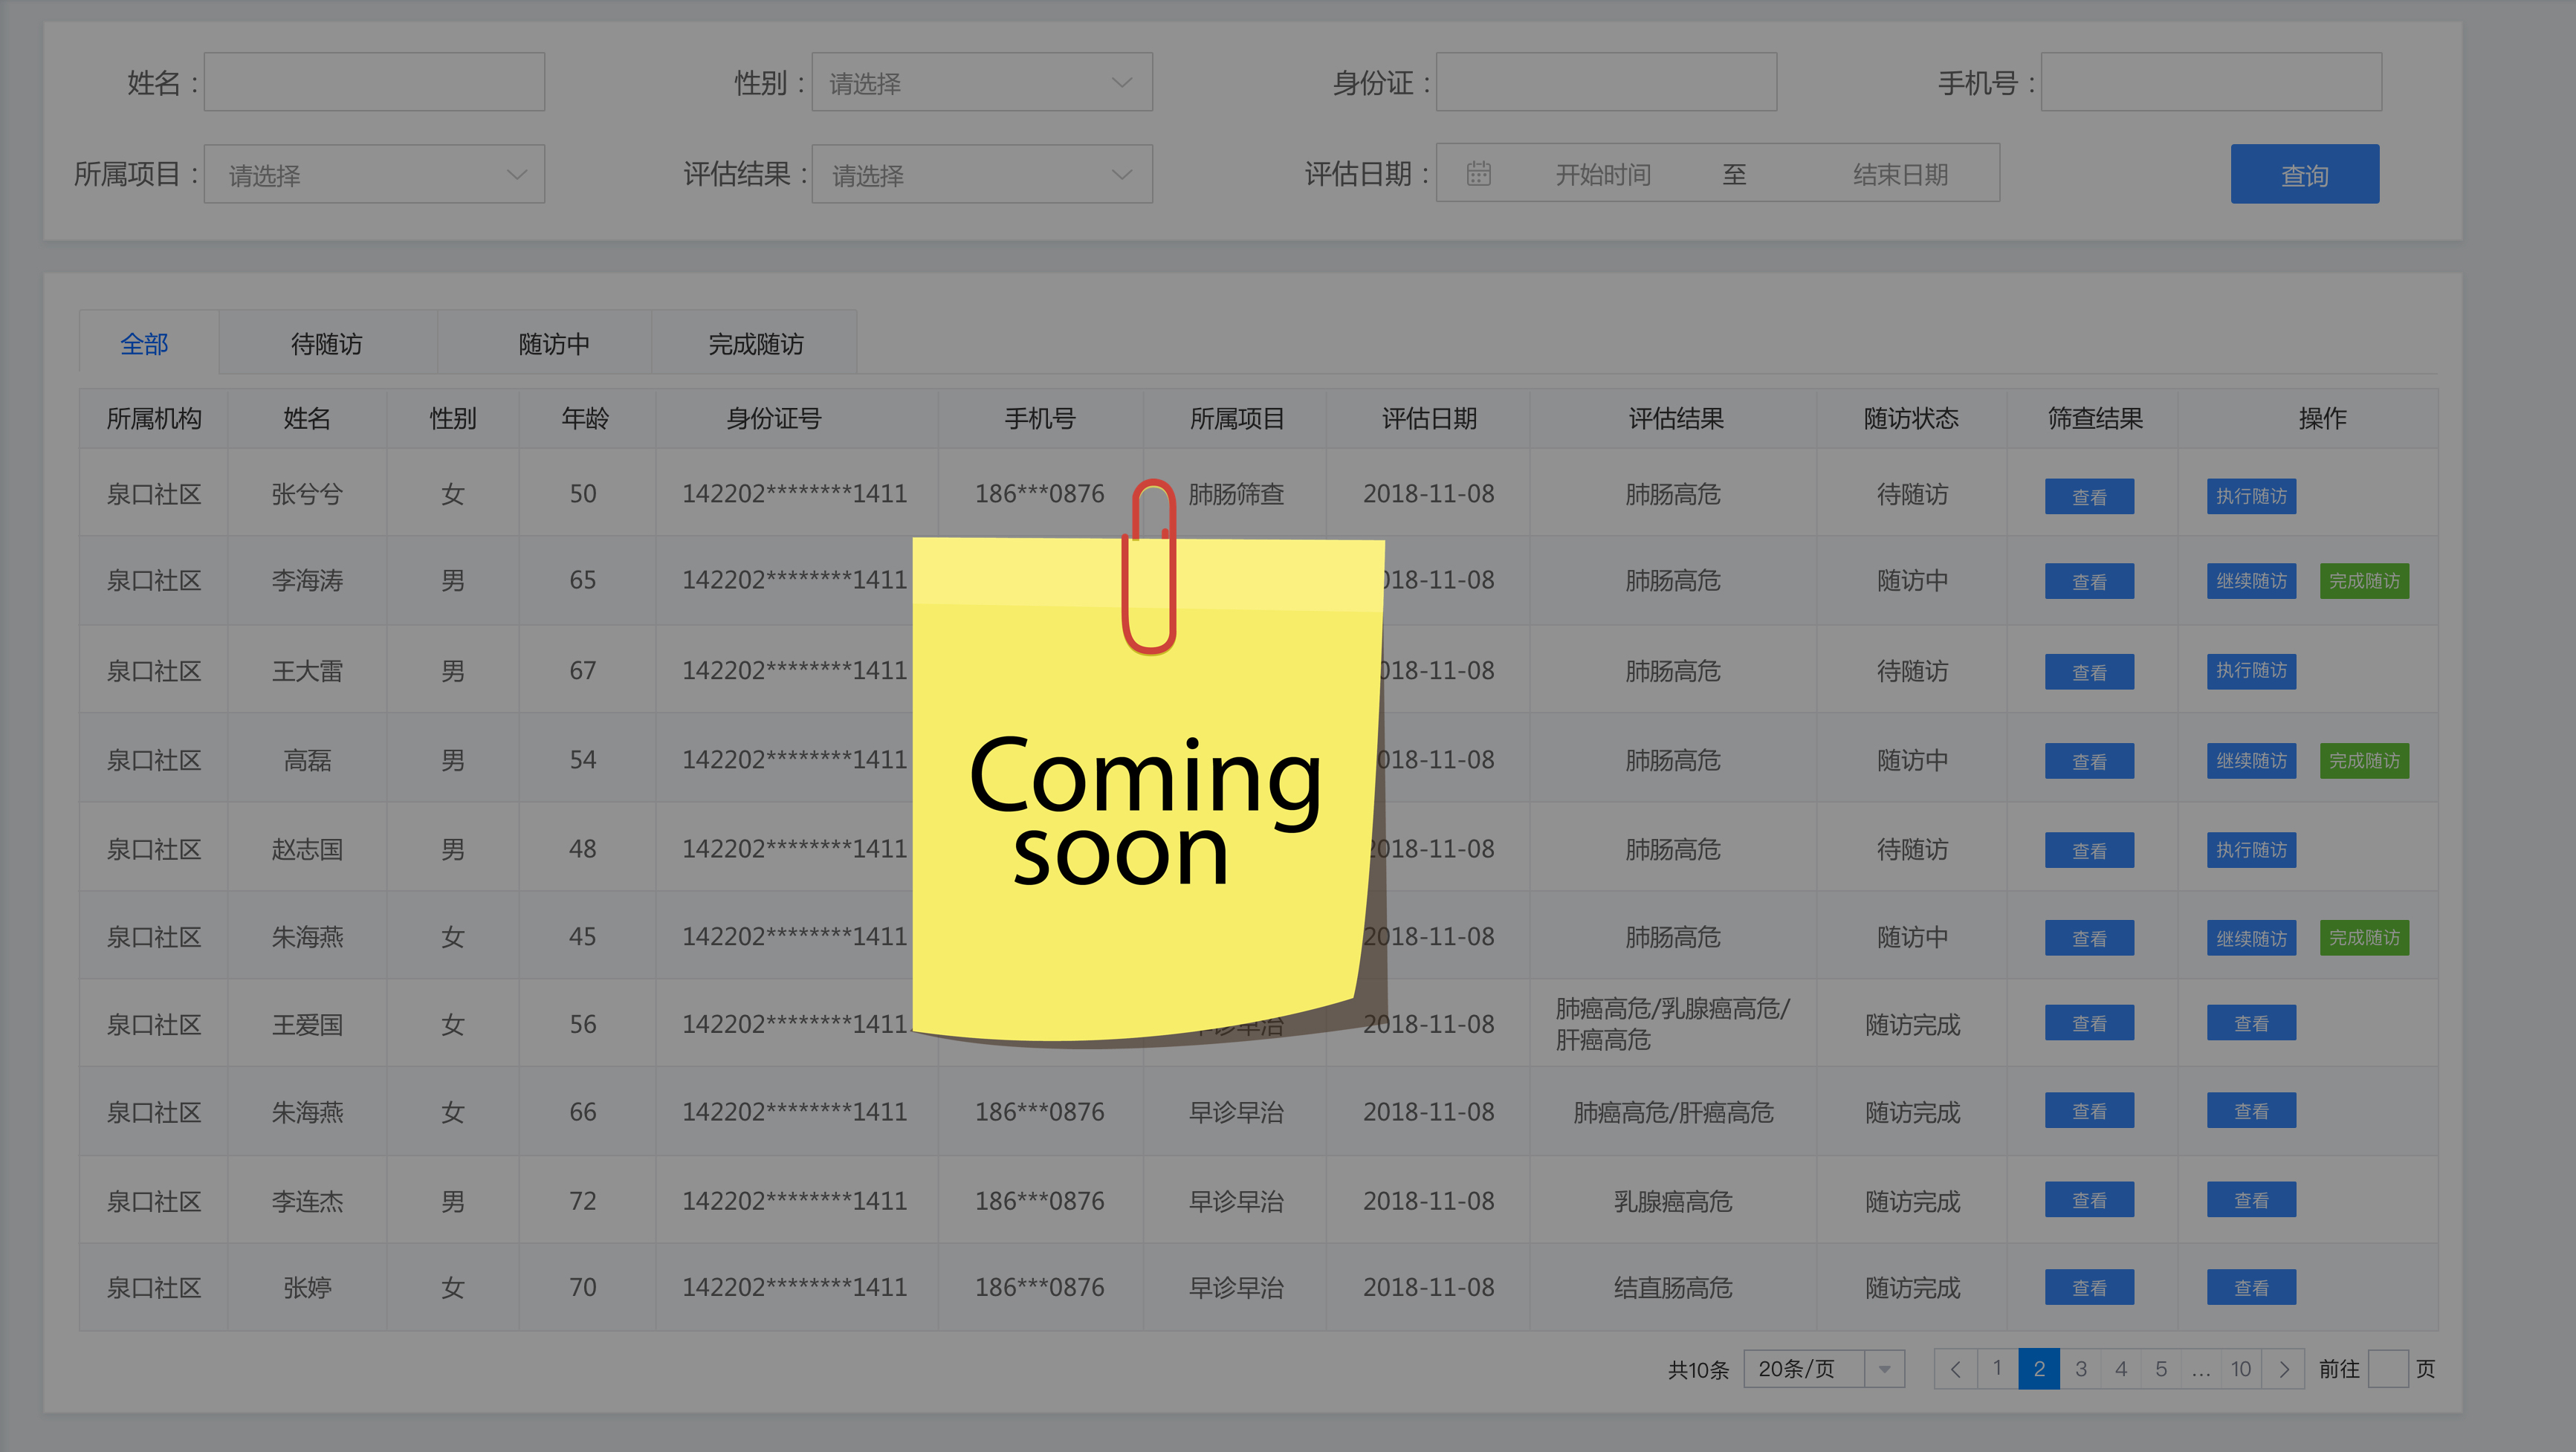 姓名： 性别： 请选择 身份证： 手机号：
所属项目： 请选择 评估结果： 请选择 评估日期： 开始时间 至 结束日期 查询
全部 待随访 随访中 完成随访
所属机构 姓名 性别 年龄 身份证号 手机号 所属项目 评估日期 评估结果 随访状态 筛查结果 操作
泉口社区 张兮兮 女 50 142202********1411 186***0876 肺肠筛查 2018-11-08 肺肠高危 待随访 查看 执行随访
泉口社区 李海涛 男 65 142202********1411 018-11-08 肺肠高危 随访中 查看 继续随访 完成随访
泉口社区 王大雷 男 67 142202********1411 018-11-08 肺肠高危 待随访 查看 执行随访
泉口社区 高磊 男 54 142202********1411 018-11-08 肺肠高危 随访中 查看 继续随访 完成随访
Coming
soon
泉口社区 赵志国 男 48 142202********1411 2018-11-08 肺肠高危 待随访 查看 执行随访
泉口社区 朱海燕 女 45 142202********1411 2018-11-08 肺肠高危 随访中 查看 继续随访 完成随访
泉口社区 王爱国 女 56 142202********1411 早诊早治 2018-11-08 肺癌高危/乳腺癌高危/
肝癌高危 随访完成 查看 查看
泉口社区 朱海燕 女 66 142202********1411 186***0876 早诊早治 2018-11-08 肺癌高危/肝癌高危 随访完成 查看 查看
泉口社区 李连杰 男 72 142202********1411 186***0876 早诊早治 2018-11-08 乳腺癌高危 随访完成 查看 查看
泉口社区 张婷 女 70 142202********1411 186***0876 早诊早治 2018-11-08 结直肠高危 随访完成 查看 查看
共10条 20条/页 1 2 3 4 5 ... 10 前往 页